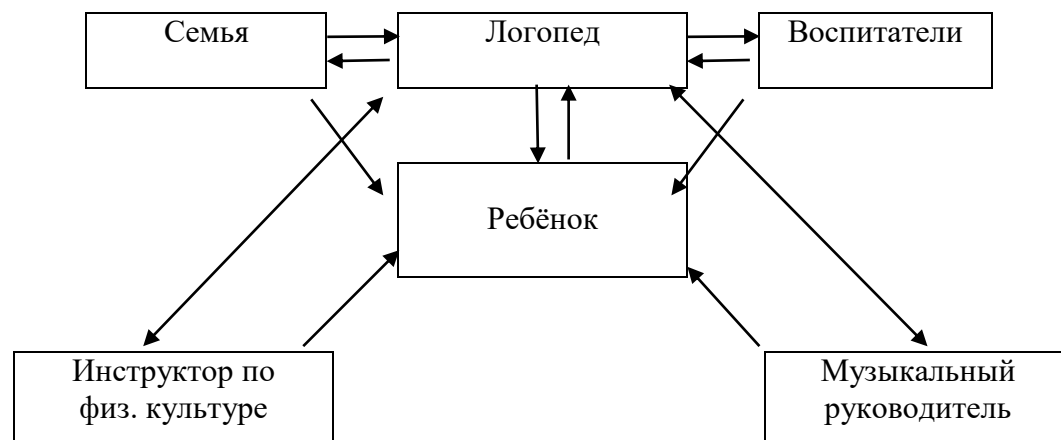 Семья
Логопед
Воспитатели
Ребёнок
Инструктор по
физ. культуре
Музыкальный
руководитель